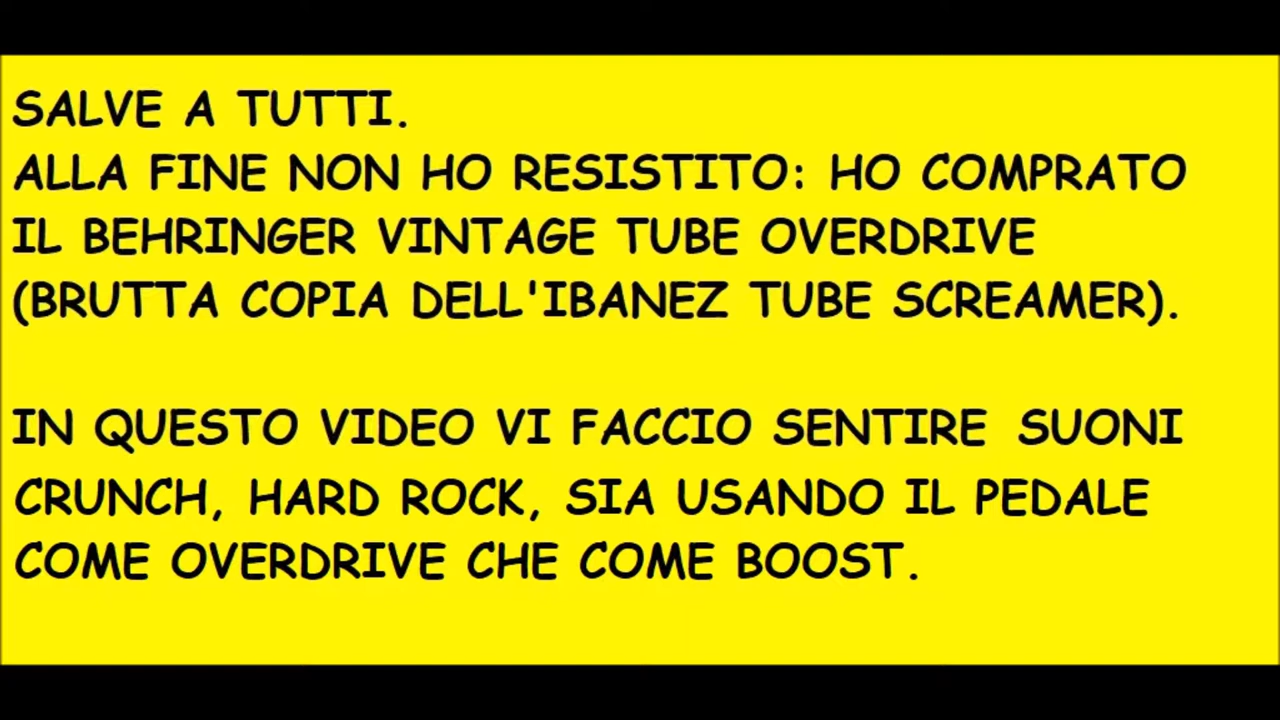 SALVE A TUTTI.
ALLA FINE NON HO RESISTITO: HO COMPRATO
IL BEHRINGER VINTAGE TUBE OVERDRIVE
(BRUTTA COPIA DELL'IBANEZ TUBE SCREAMER).
IN QUESTO VIDEO VI FACCIO SENTIRE SUONI
CRUNCH, HARD ROCK, SIA USANDO IL PEDALE
COME OVERDRIVE CHE COME BOOST.